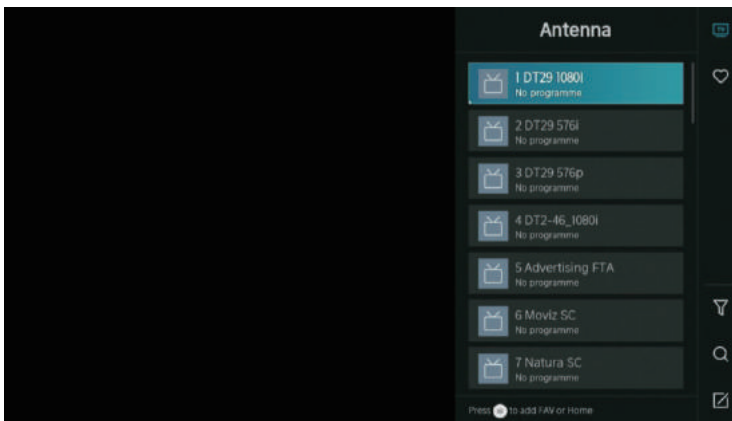 Antenna
TV
1 DT29 1080I
No programme
2 DT29 576i
No programme
3 DT29 576p
No programme
4 DT2-46_1080i
No programme
5 Advertising FTA
No programme
6 Moviz SC
No programme
7 Natura SC
No programme
Press to add FAV or Home